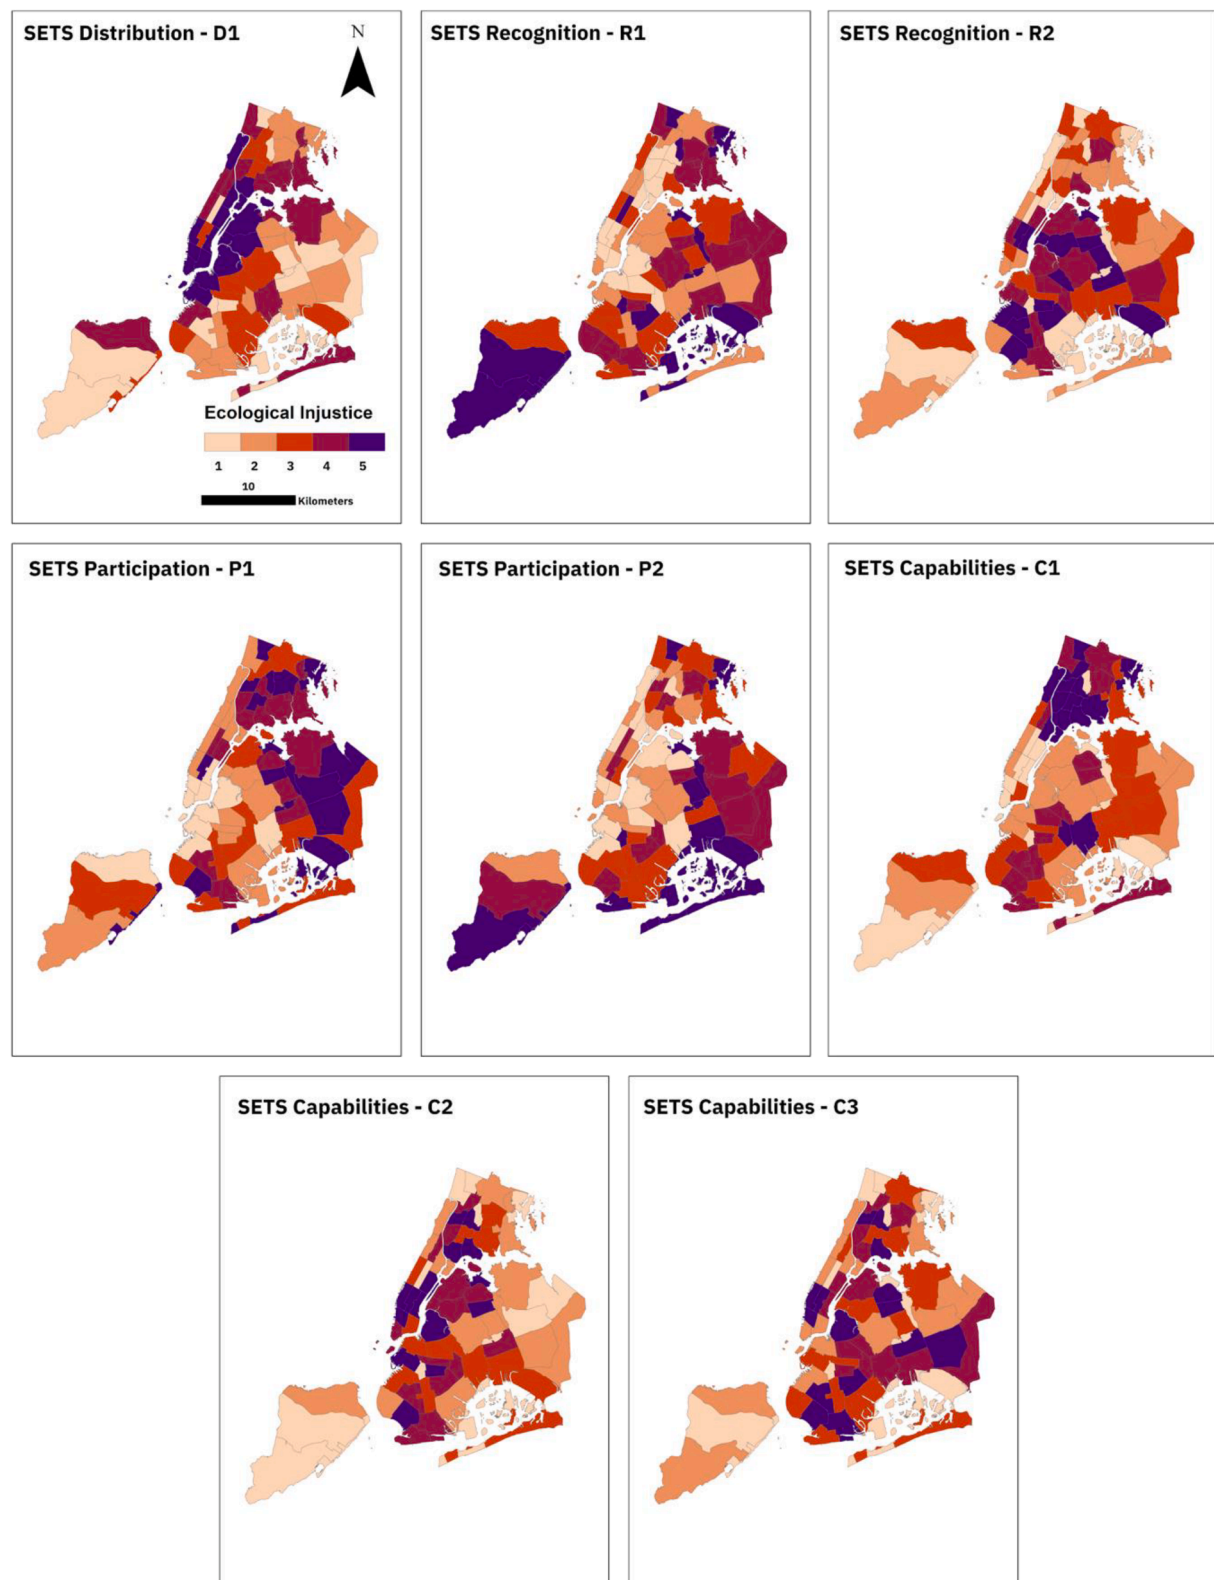 SETS Distribution - D1
N
Ecological Injustice
1 2 3 4 5
10
Kilometers
SETS Recognition - R1
SETS Recognition - R2
SETS Participation - P1
SETS Participation - P2
SETS Capabilities - C1
SETS Capabilities - C2
SETS Capabilities - C3